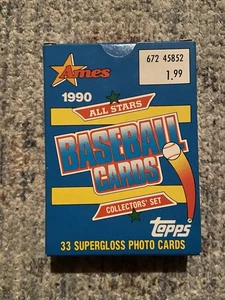 Ames
672 45852
1.99
1990
ALL STARS
BASEBALL
CARDS
COLLECTORS' SET
TOPPS
33 SUPERGLOSS PHOTO CARDS